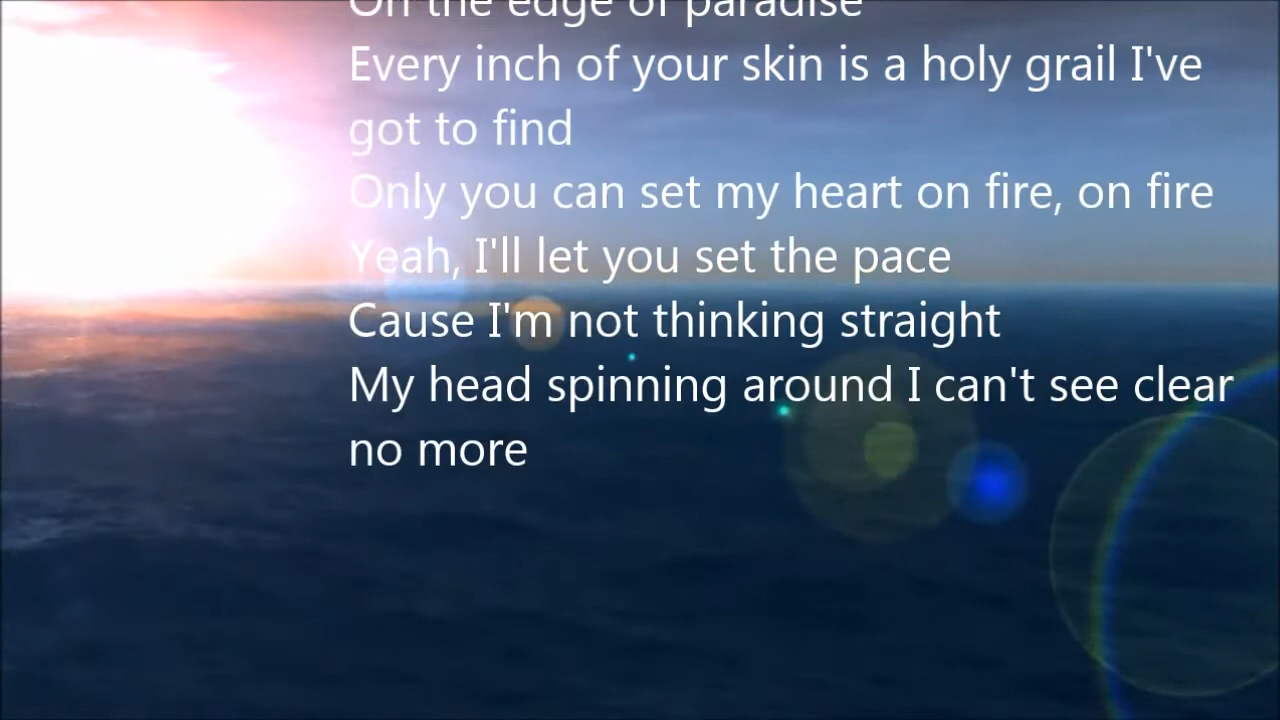 On the edge of paradise
Every inch of your skin is a holy grail I've
got to find
Only you can set my heart on fire, on fire
Yeah, I'll let you set the pace
Cause I'm not thinking straight
My head spinning around I can't see clear
no more